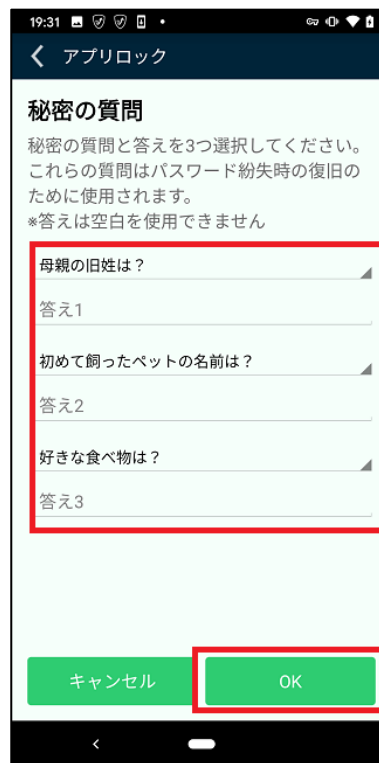 19:31
アプリロック
秘密の質問
秘密の質問と答えを3つ選択してください。
これらの質問はパスワード紛失時の復旧の
ために使用されます。
*答えは空白を使用できません
母親の旧姓は？
答え1
初めて飼ったペットの名前は？
答え2
好きな食べ物は？
答え3
キャンセル
OK